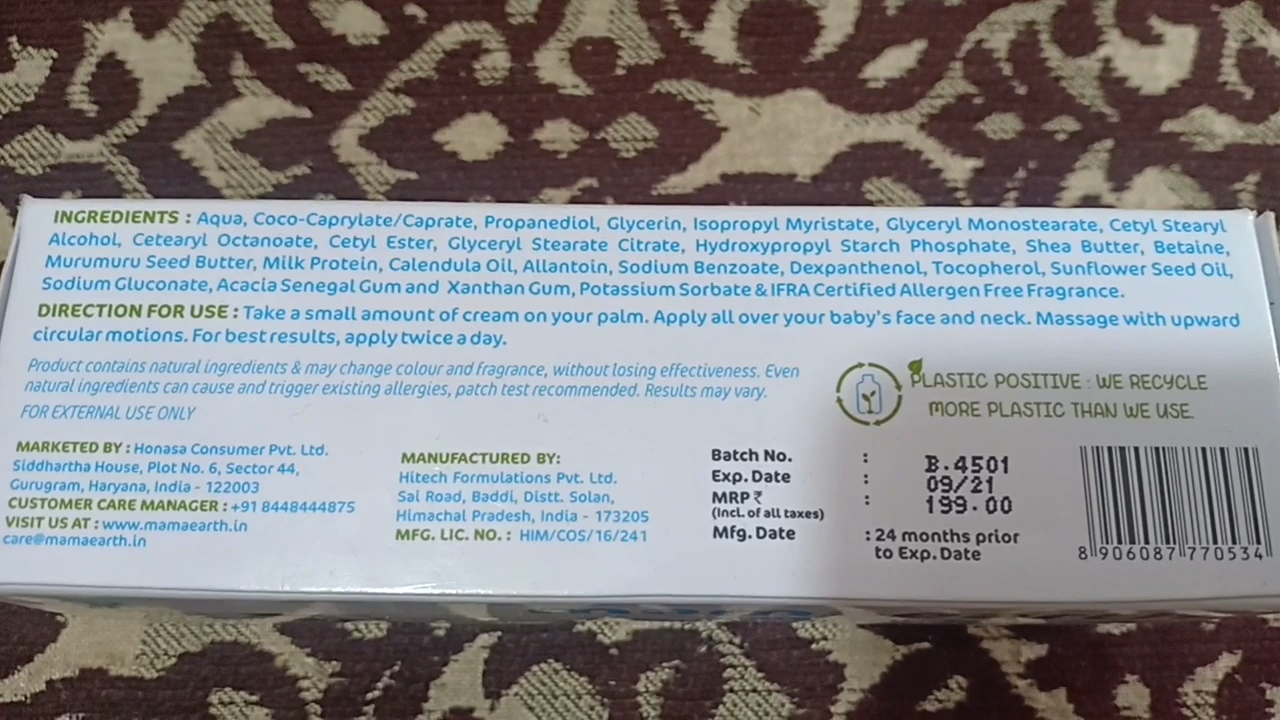 INGREDIENTS : Aqua, Coco-Caprylate/Caprate, Propanediol, Glycerin, Isopropyl Myristate, Glyceryl Monostearate, Cetyl Stearyl
Alcohol, Cetearyl Octanoate, Cetyl Ester, Glyceryl Stearate Citrate, Hydroxypropyl Starch Phosphate, Shea Butter, Betaine,
Murumuru Seed Butter, Milk Protein, Calendula Oil, Allantoin, Sodium Benzoate, Dexpanthenol, Tocopherol, Sunflower Seed Oil,
Sodium Gluconate, Acacia Senegal Gum and Xanthan Gum, Potassium Sorbate & IFRA Certified Allergen Free Fragrance.
DIRECTION FOR USE : Take a small amount of cream on your palm. Apply all over your baby's face and neck. Massage with upward
circular motions. For best results, apply twice a day.
Product contains natural ingredients & may change colour and fragrance, without losing effectiveness. Even
natural ingredients can cause and trigger existing allergies, patch test recommended. Results may vary.
FOR EXTERNAL USE ONLY
PLASTIC POSITIVE : WE RECYCLE
MORE PLASTIC THAN WE USE.
MARKETED BY : Honasa Consumer Pvt. Ltd.
Siddhartha House, Plot No. 6, Sector 44,
Gurugram, Haryana, India - 122003
CUSTOMER CARE MANAGER : +91 8448444875
VISIT US AT : www.mamaearth.in
care@mamaearth.in
MANUFACTURED BY:
Hitech Formulations Pvt. Ltd.
Sai Road, Baddi, Distt. Solan,
Himachal Pradesh, India - 173205
MFG. LIC. NO. : HIM/COS/16/241
Batch No. : B.4501
Exp. Date : 09/21
MRP ₹ : 199.00
(Incl. of all taxes)
Mfg. Date : 24 months prior
to Exp. Date
8 906087 770534